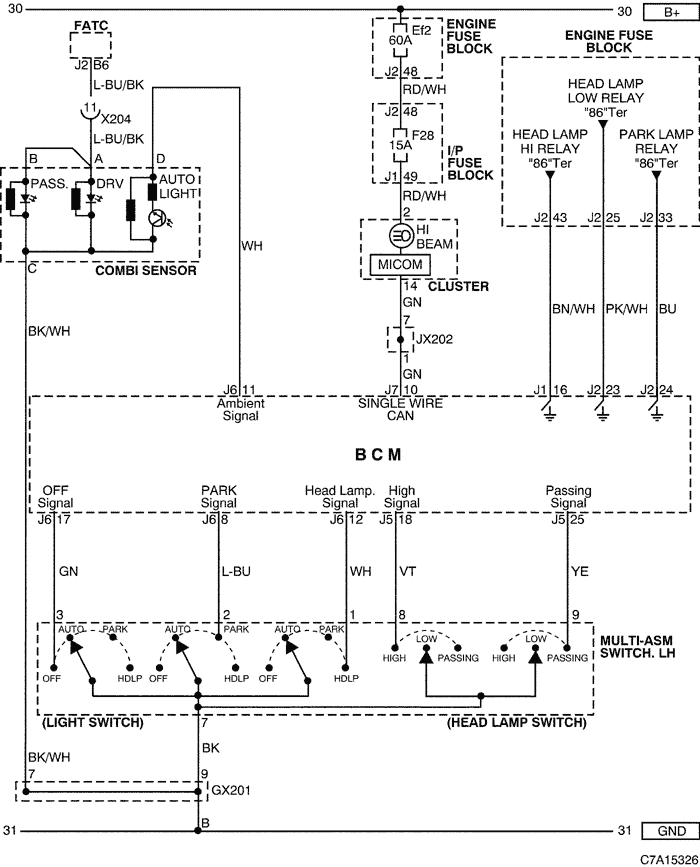 30
30
B+
FATC
J2 B6
L-BU/BK
11
X204
L-BU/BK
B
A
D
PASS.
DRV
AUTO
LIGHT
C
COMBI SENSOR
BK/WH
WH
Ef2
60A
ENGINE
FUSE
BLOCK
J2 48
RD/WH
J2 48
F28
15A
I/P
FUSE
BLOCK
J1 49
RD/WH
2
HI
BEAM
MICOM
CLUSTER
14
GN
7
JX202
1
GN
ENGINE FUSE
BLOCK
HEAD LAMP
LOW RELAY
"86"Ter
HEAD LAMP
HI RELAY
"86"Ter
PARK LAMP
RELAY
"86"Ter
J2 43
J2 25
J2 33
BN/WH
PK/WH
BU
J6 11
J7 10
J1 16
J2 23
J2 24
Ambient
Signal
SINGLE WIRE
CAN
B C M
OFF
Signal
PARK
Signal
Head Lamp.
Signal
High
Signal
Passing
Signal
J6 17
J6 8
J6 12
J5 18
J5 25
GN
L-BU
WH
VT
YE
3
2
1
8
9
AUTO
PARK
OFF
HDLP
AUTO
PARK
OFF
HDLP
AUTO
PARK
OFF
HDLP
LOW
HIGH
PASSING
LOW
HIGH
PASSING
MULTI-ASM
SWITCH. LH
(LIGHT SWITCH)
7
(HEAD LAMP SWITCH)
BK/WH
BK
7
9
GX201
B
31
31
GND
C7A15326